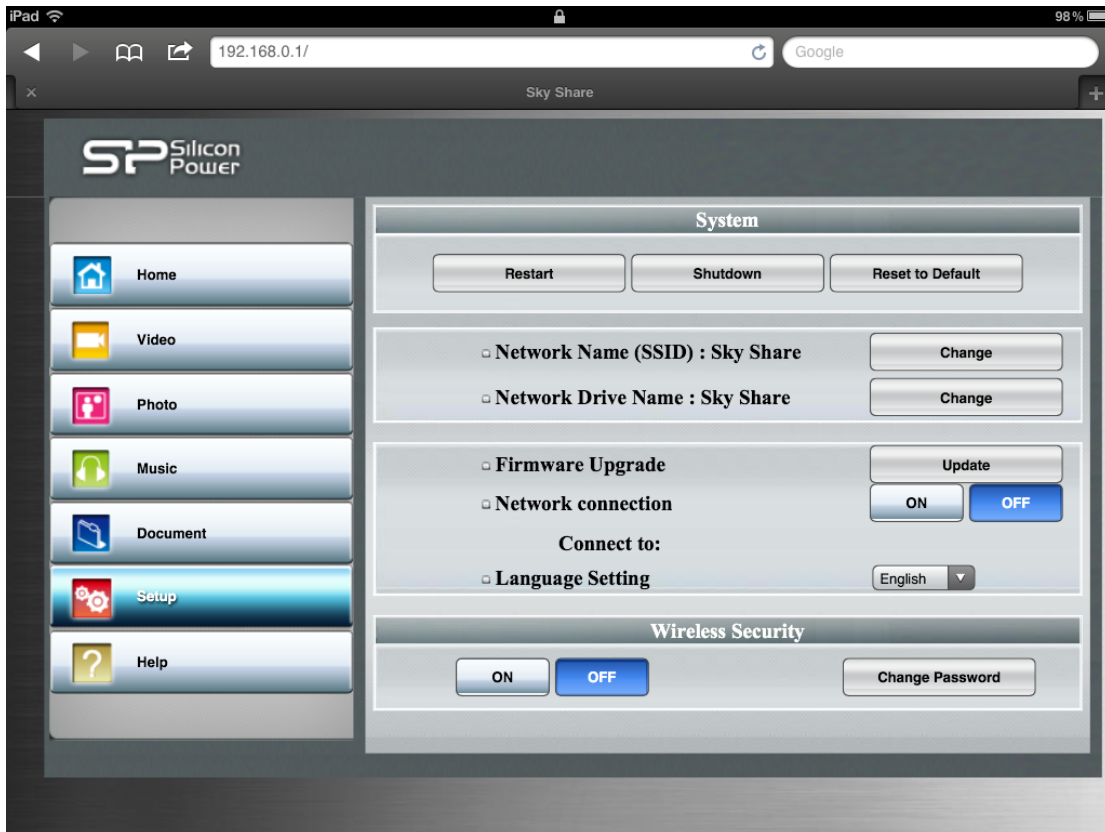 iPad
98%
192.168.0.1/
Google
Sky Share
SP Silicon
Power
Home
Video
Photo
Music
Document
Setup
Help
System
Restart Shutdown Reset to Default
Network Name (SSID) : Sky Share Change
Network Drive Name : Sky Share Change
Firmware Upgrade Update
Network connection ON OFF
Connect to:
Language Setting English
Wireless Security
ON OFF Change Password